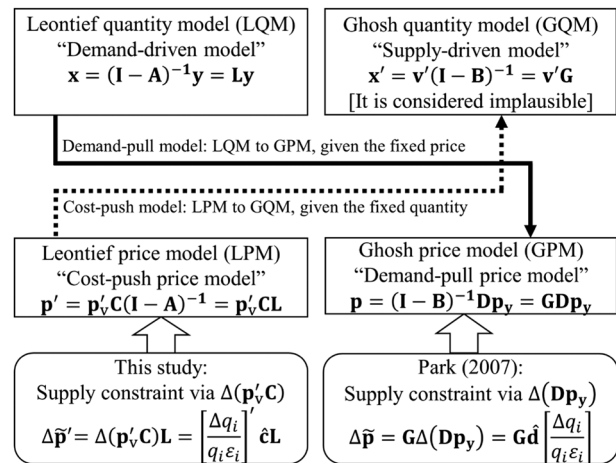 Leontief quantity model (LQM)
“Demand-driven model”
x = (I − A)⁻¹y = Ly
Ghosh quantity model (GQM)
“Supply-driven model”
x′ = v′(I − B)⁻¹ = v′G
[It is considered implausible]
Demand-pull model: LQM to GPM, given the fixed price
Cost-push model: LPM to GQM, given the fixed quantity
Leontief price model (LPM)
“Cost-push price model”
p′ = p′ᵥC(I − A)⁻¹ = p′ᵥCL
Ghosh price model (GPM)
“Demand-pull price model”
p = (I − B)⁻¹Dp_y = GDp_y
This study:
Supply constraint via Δ(p′ᵥC)
Δp̃′ = Δ(p′ᵥC)L = [Δqᵢ / qᵢεᵢ]′ ĉL
Park (2007):
Supply constraint via Δ(Dp_y)
Δp̃ = GΔ(Dp_y) = Gd̂ [Δqᵢ / qᵢεᵢ]